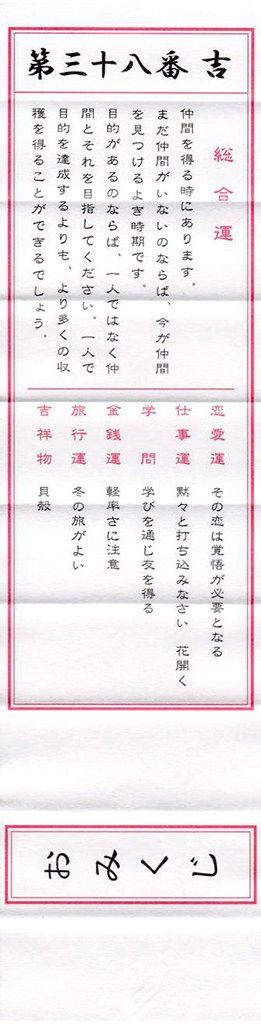 第三十八番 吉
総合運
仲間を得る時にあります。
まだ仲間がいないのならば、今が仲間
を見つけるよき時期です。
目的があるのならば、一人ではなく仲
間とそれを目指してください。一人で
目的を達成するよりも、より多くの収
穫を得ることができるでしょう。
恋愛運 その恋は覚悟が必要となる
仕事運 黙々と打ち込みなさい 花開く
学問 学びを通じ友を得る
金銭運 軽率さに注意
旅行運 冬の旅がよい
吉祥物 貝殻
おみくじ